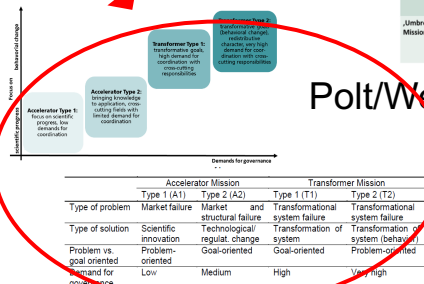 behavioral change
Focus on
scientific progress
Accelerator Type 1:
focus on scientific
progress, low
demands for
coordination
Accelerator Type 2:
bringing knowledge
to application, cross-
cutting fields with
limited demand for
coordination
Transformer Type 1:
transformative goals,
high demand for
coordination with
cross-cutting
responsibilities
Transformer Type 2:
transformative goals
(behavioral change),
redistributive
character, very high
demand for coor-
dination with cross-
cutting responsibilities
Demands for governance
„Umbr
Missio
Polt/We
Accelerator Mission Transformer Mission
Type 1 (A1) Type 2 (A2) Type 1 (T1) Type 2 (T2)
Type of problem Market failure Market and Transformational Transformational
structural failure system failure system failure
Type of solution Scientific Technological/ Transformation of Transformation of
innovation regulat. change system system (behavior)
Problem vs. Problem- Goal-oriented Goal-oriented Problem-oriented
goal oriented oriented
Demand for Low Medium High Very high
governance